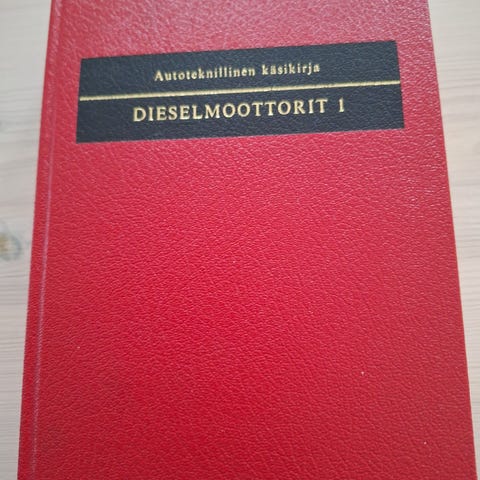 Autoteknillinen käsikirja
DIESELMOOTTORIT 1